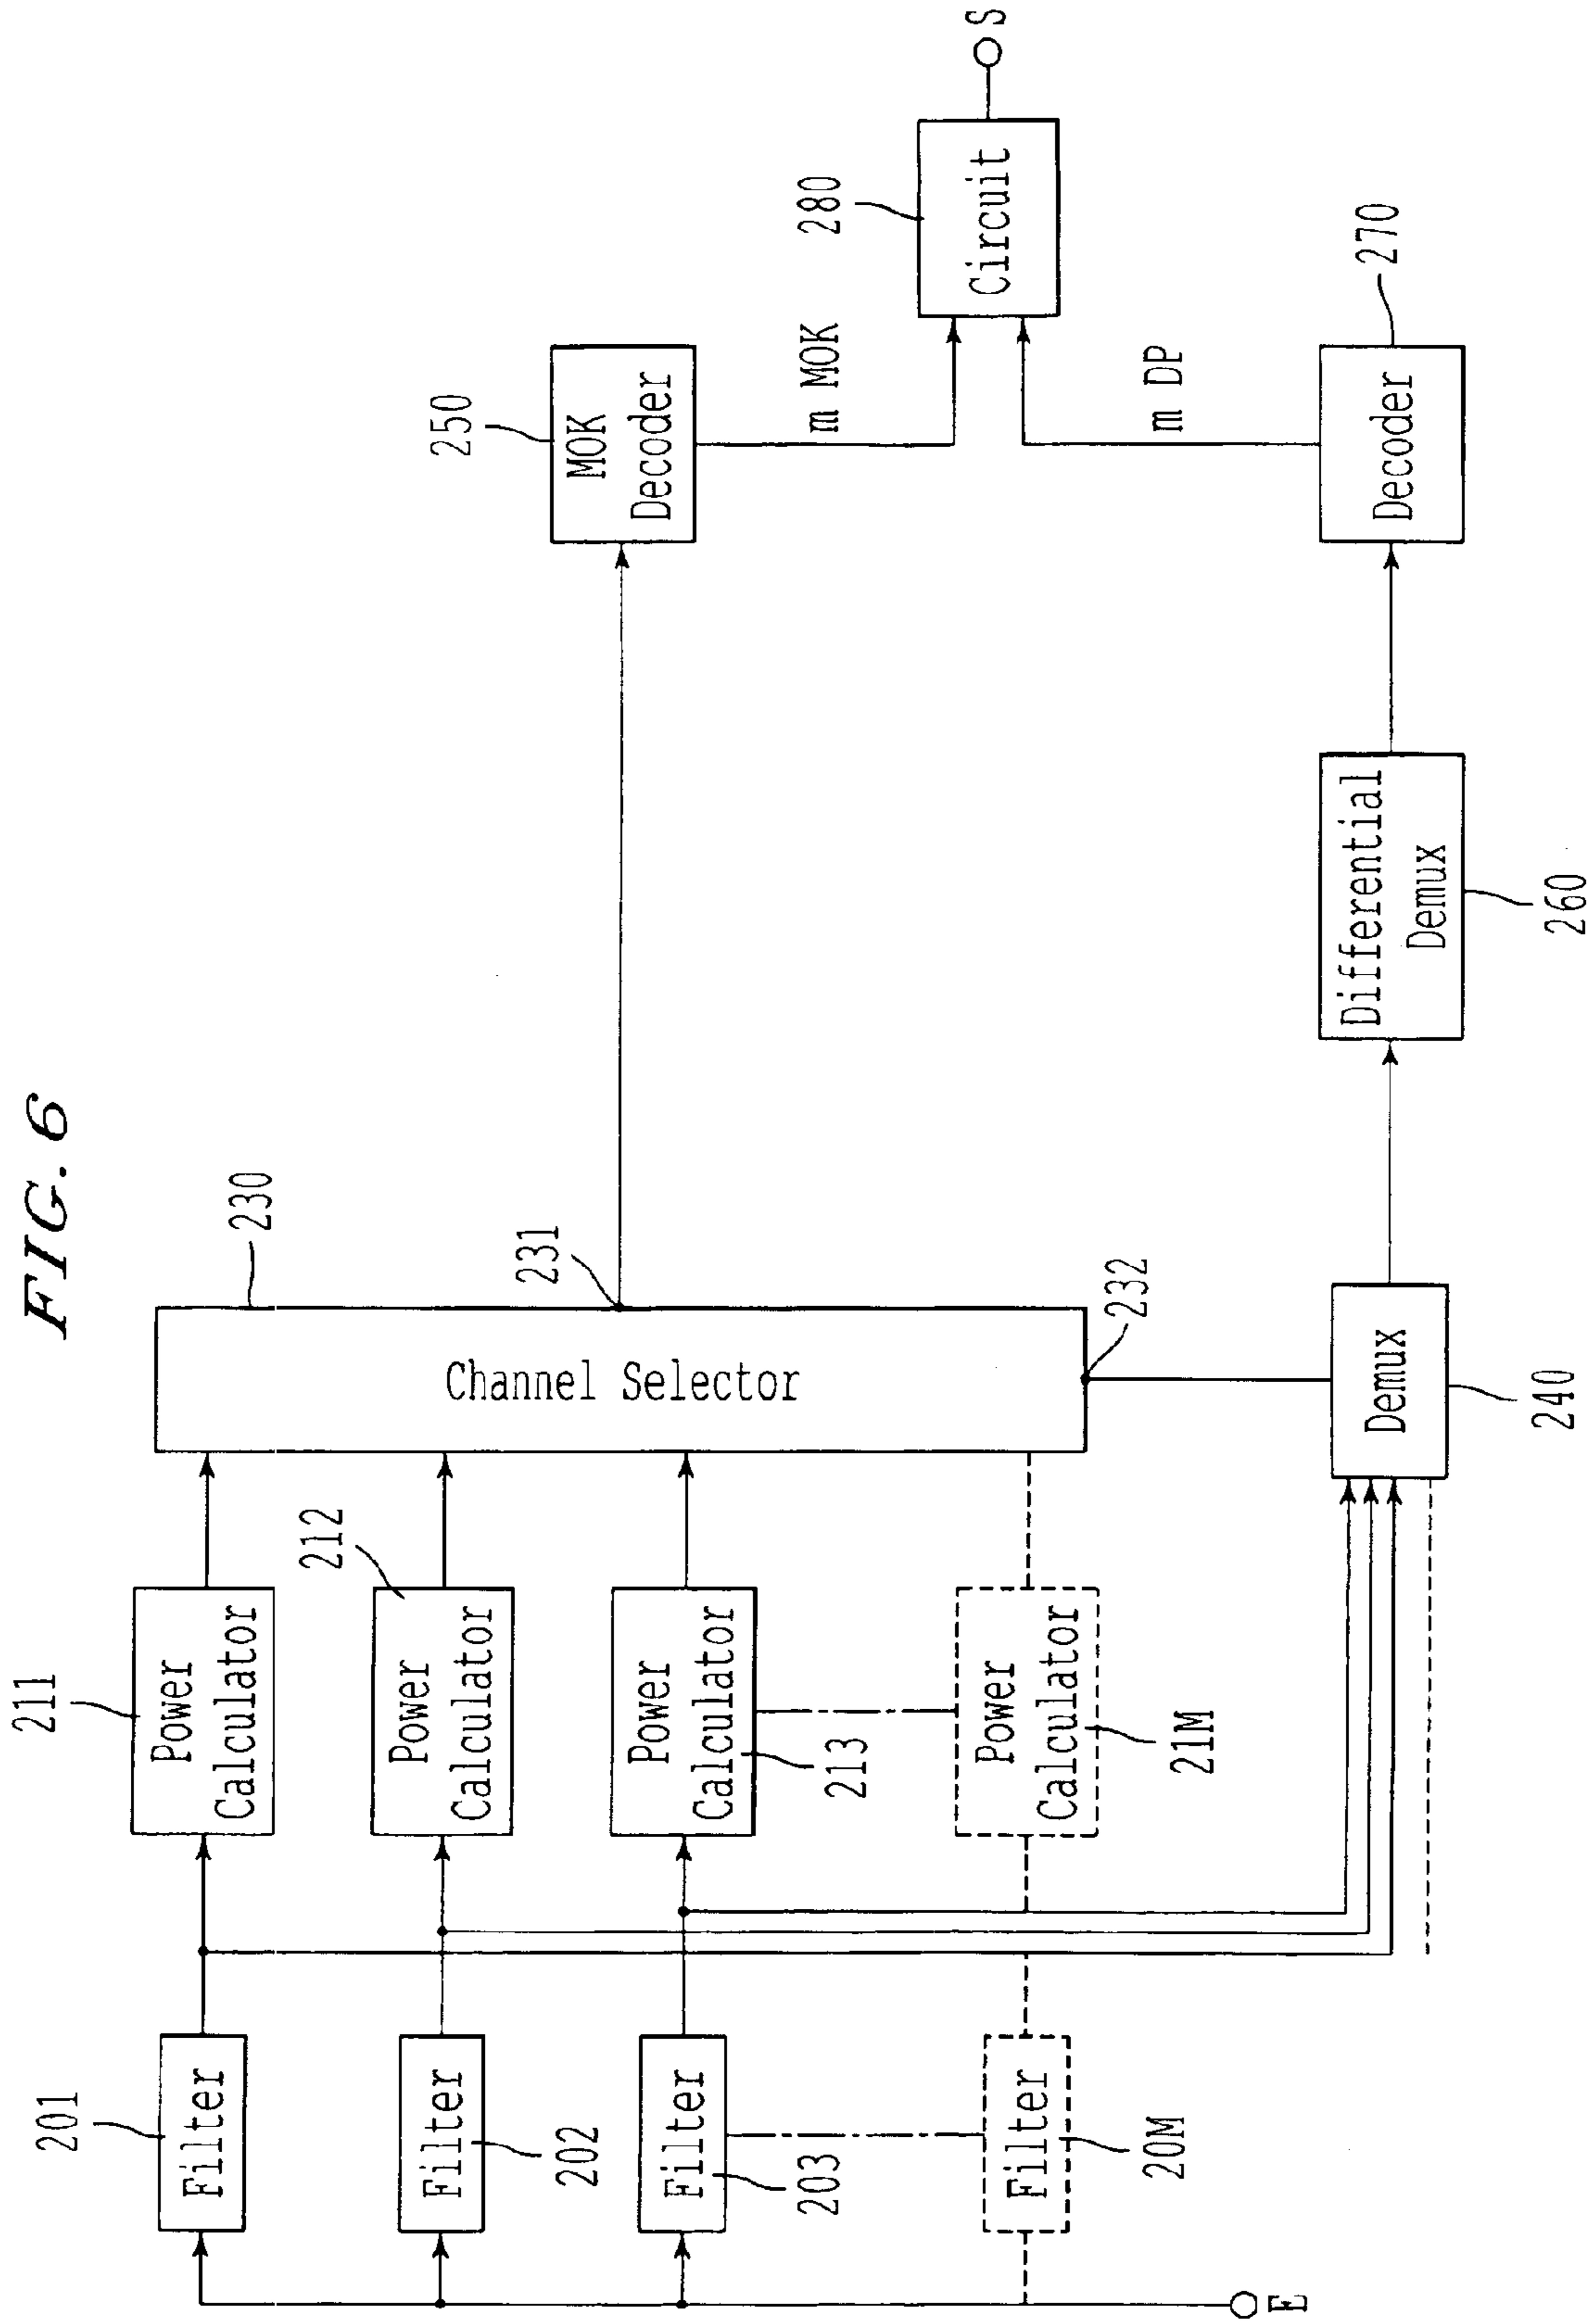 FIG. 6
201
Filter
202
Filter
203
Filter
20M
Filter
E
211
Power
Calculator
212
Power
Calculator
213
Power
Calculator
21M
Power
Calculator
230
Channel Selector
231
232
240
Demux
250
MOK
Decoder
m MOK
260
Differential
Demux
270
Decoder
m DP
280
Circuit
S